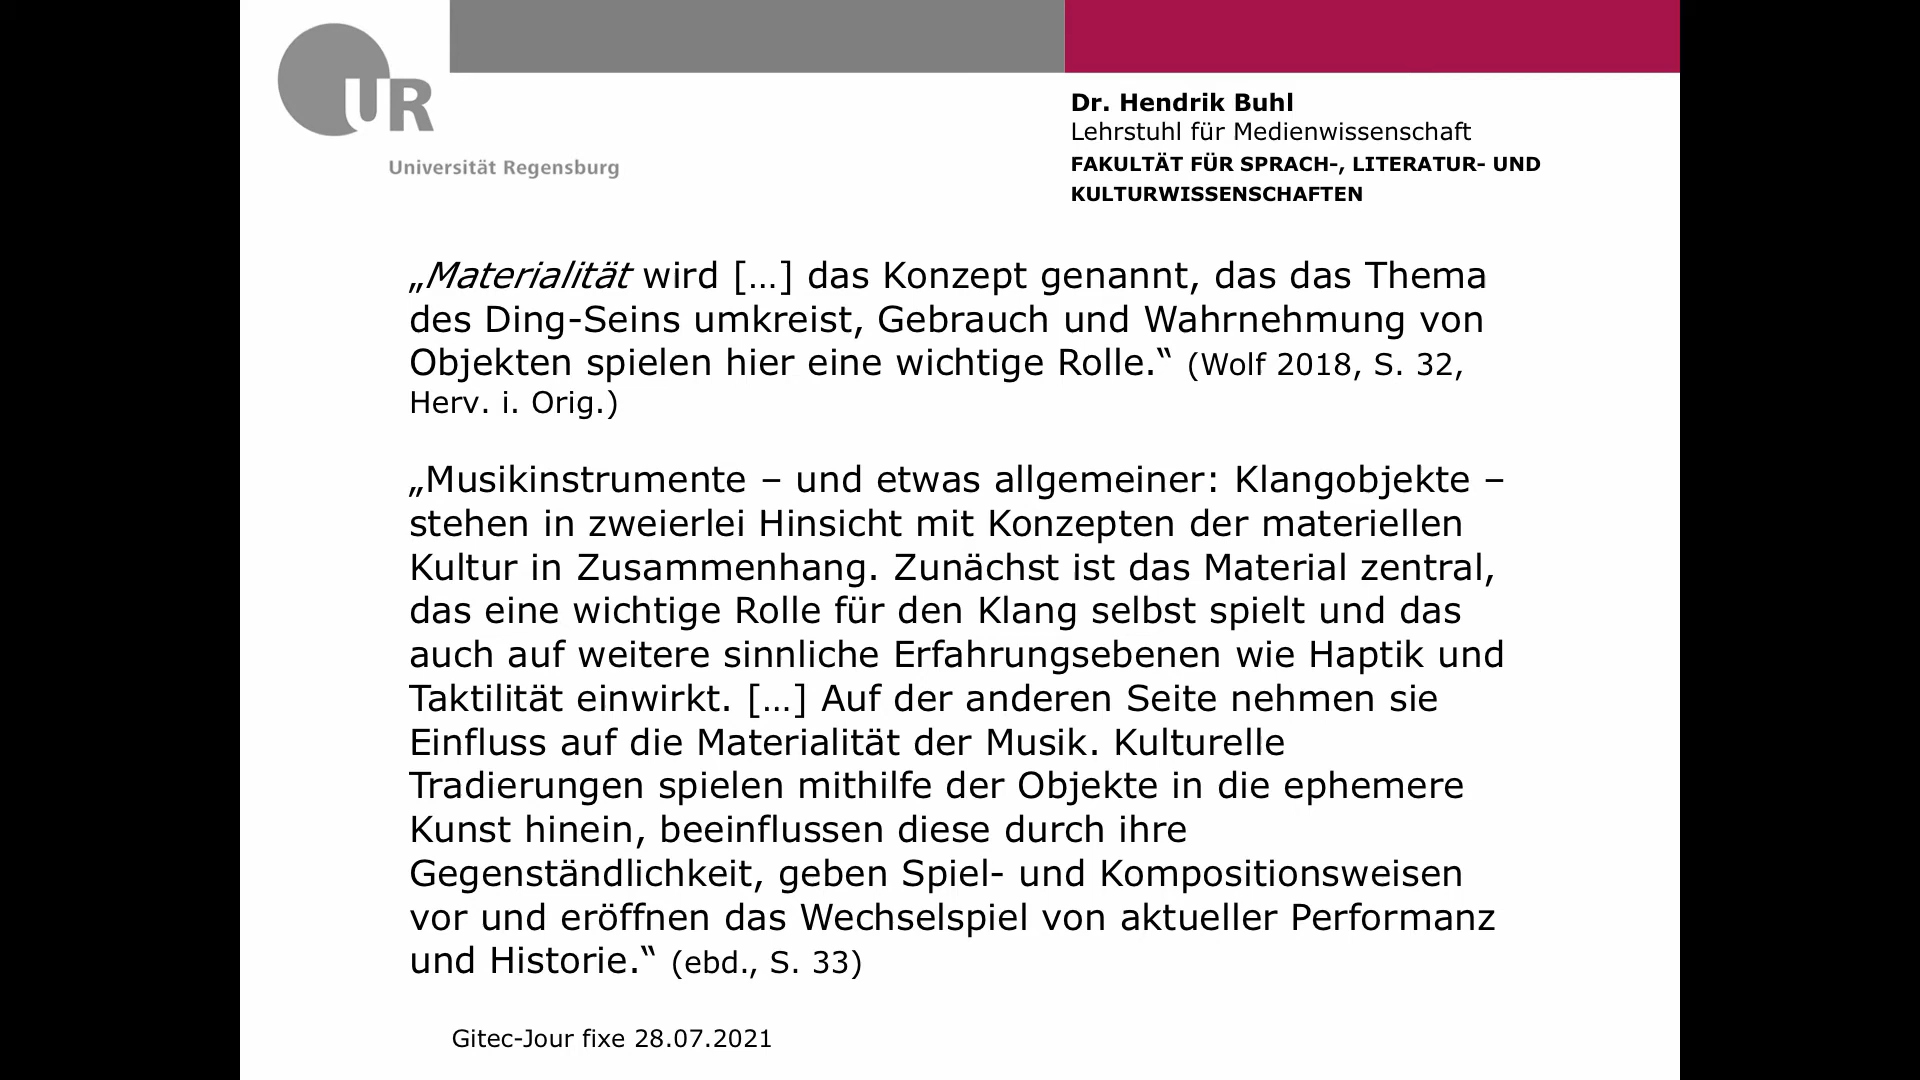 UR
Universität Regensburg
Dr. Hendrik Buhl
Lehrstuhl für Medienwissenschaft
FAKULTÄT FÜR SPRACH-, LITERATUR- UND
KULTURWISSENSCHAFTEN
„Materialität wird […] das Konzept genannt, das das Thema
des Ding-Seins umkreist, Gebrauch und Wahrnehmung von
Objekten spielen hier eine wichtige Rolle.“ (Wolf 2018, S. 32,
Herv. i. Orig.)
„Musikinstrumente – und etwas allgemeiner: Klangobjekte –
stehen in zweierlei Hinsicht mit Konzepten der materiellen
Kultur in Zusammenhang. Zunächst ist das Material zentral,
das eine wichtige Rolle für den Klang selbst spielt und das
auch auf weitere sinnliche Erfahrungsebenen wie Haptik und
Taktilität einwirkt. […] Auf der anderen Seite nehmen sie
Einfluss auf die Materialität der Musik. Kulturelle
Tradierungen spielen mithilfe der Objekte in die ephemere
Kunst hinein, beeinflussen diese durch ihre
Gegenständlichkeit, geben Spiel- und Kompositionsweisen
vor und eröffnen das Wechselspiel von aktueller Performanz
und Historie.“ (ebd., S. 33)
Gitec-Jour fixe 28.07.2021